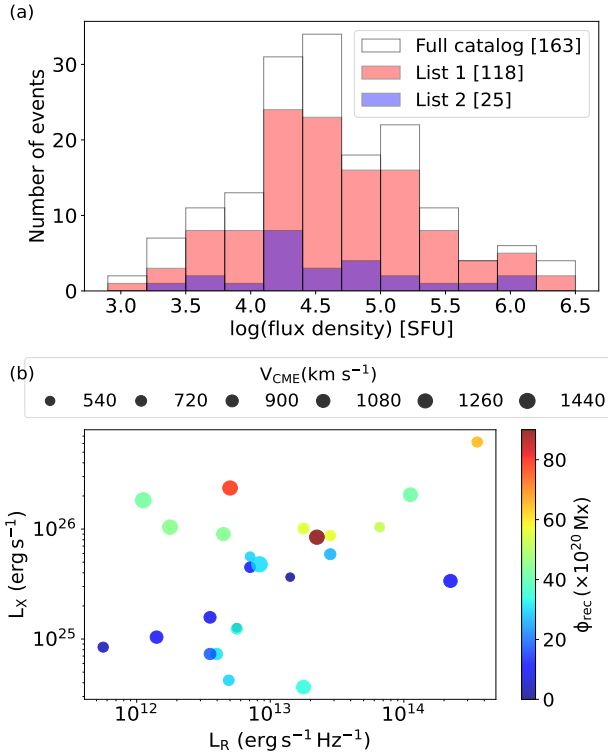 (a)
Full catalog [163]
List 1 [118]
List 2 [25]
Number of events
30
20
10
0
3.0 3.5 4.0 4.5 5.0 5.5 6.0 6.5
log(flux density) [SFU]
(b)
V_CME(km s⁻¹)
540 720 900 1080 1260 1440
L_X (erg s⁻¹)
10²⁶
10²⁵
10¹² 10¹³ 10¹⁴
L_R (erg s⁻¹ Hz⁻¹)
80
60
40
20
0
ϕ_rec (×10²⁰ Mx)